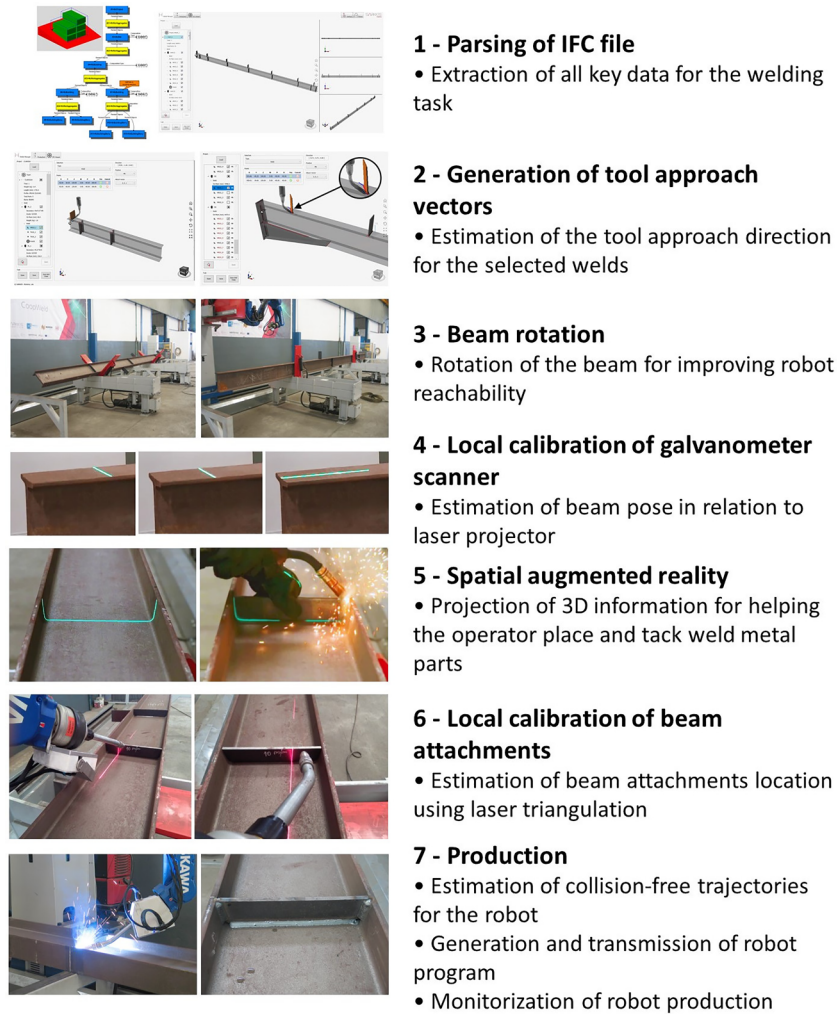 1 - Parsing of IFC file
• Extraction of all key data for the welding
task
2 - Generation of tool approach
vectors
• Estimation of the tool approach direction
for the selected welds
3 - Beam rotation
• Rotation of the beam for improving robot
reachability
4 - Local calibration of galvanometer
scanner
• Estimation of beam pose in relation to
laser projector
5 - Spatial augmented reality
• Projection of 3D information for helping
the operator place and tack weld metal
parts
6 - Local calibration of beam
attachments
• Estimation of beam attachments location
using laser triangulation
7 - Production
• Estimation of collision-free trajectories
for the robot
• Generation and transmission of robot
program
• Monitorization of robot production